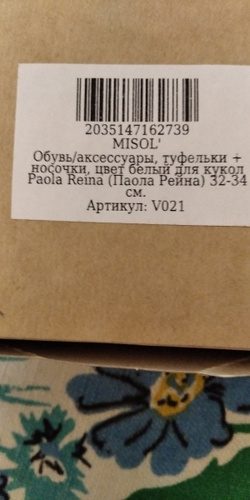 2035147162739
MISOL'
Обувь/аксессуары, туфельки +
носочки, цвет белый для кукол
Paola Reina (Паола Рейна) 32-34
см.
Артикул: V021